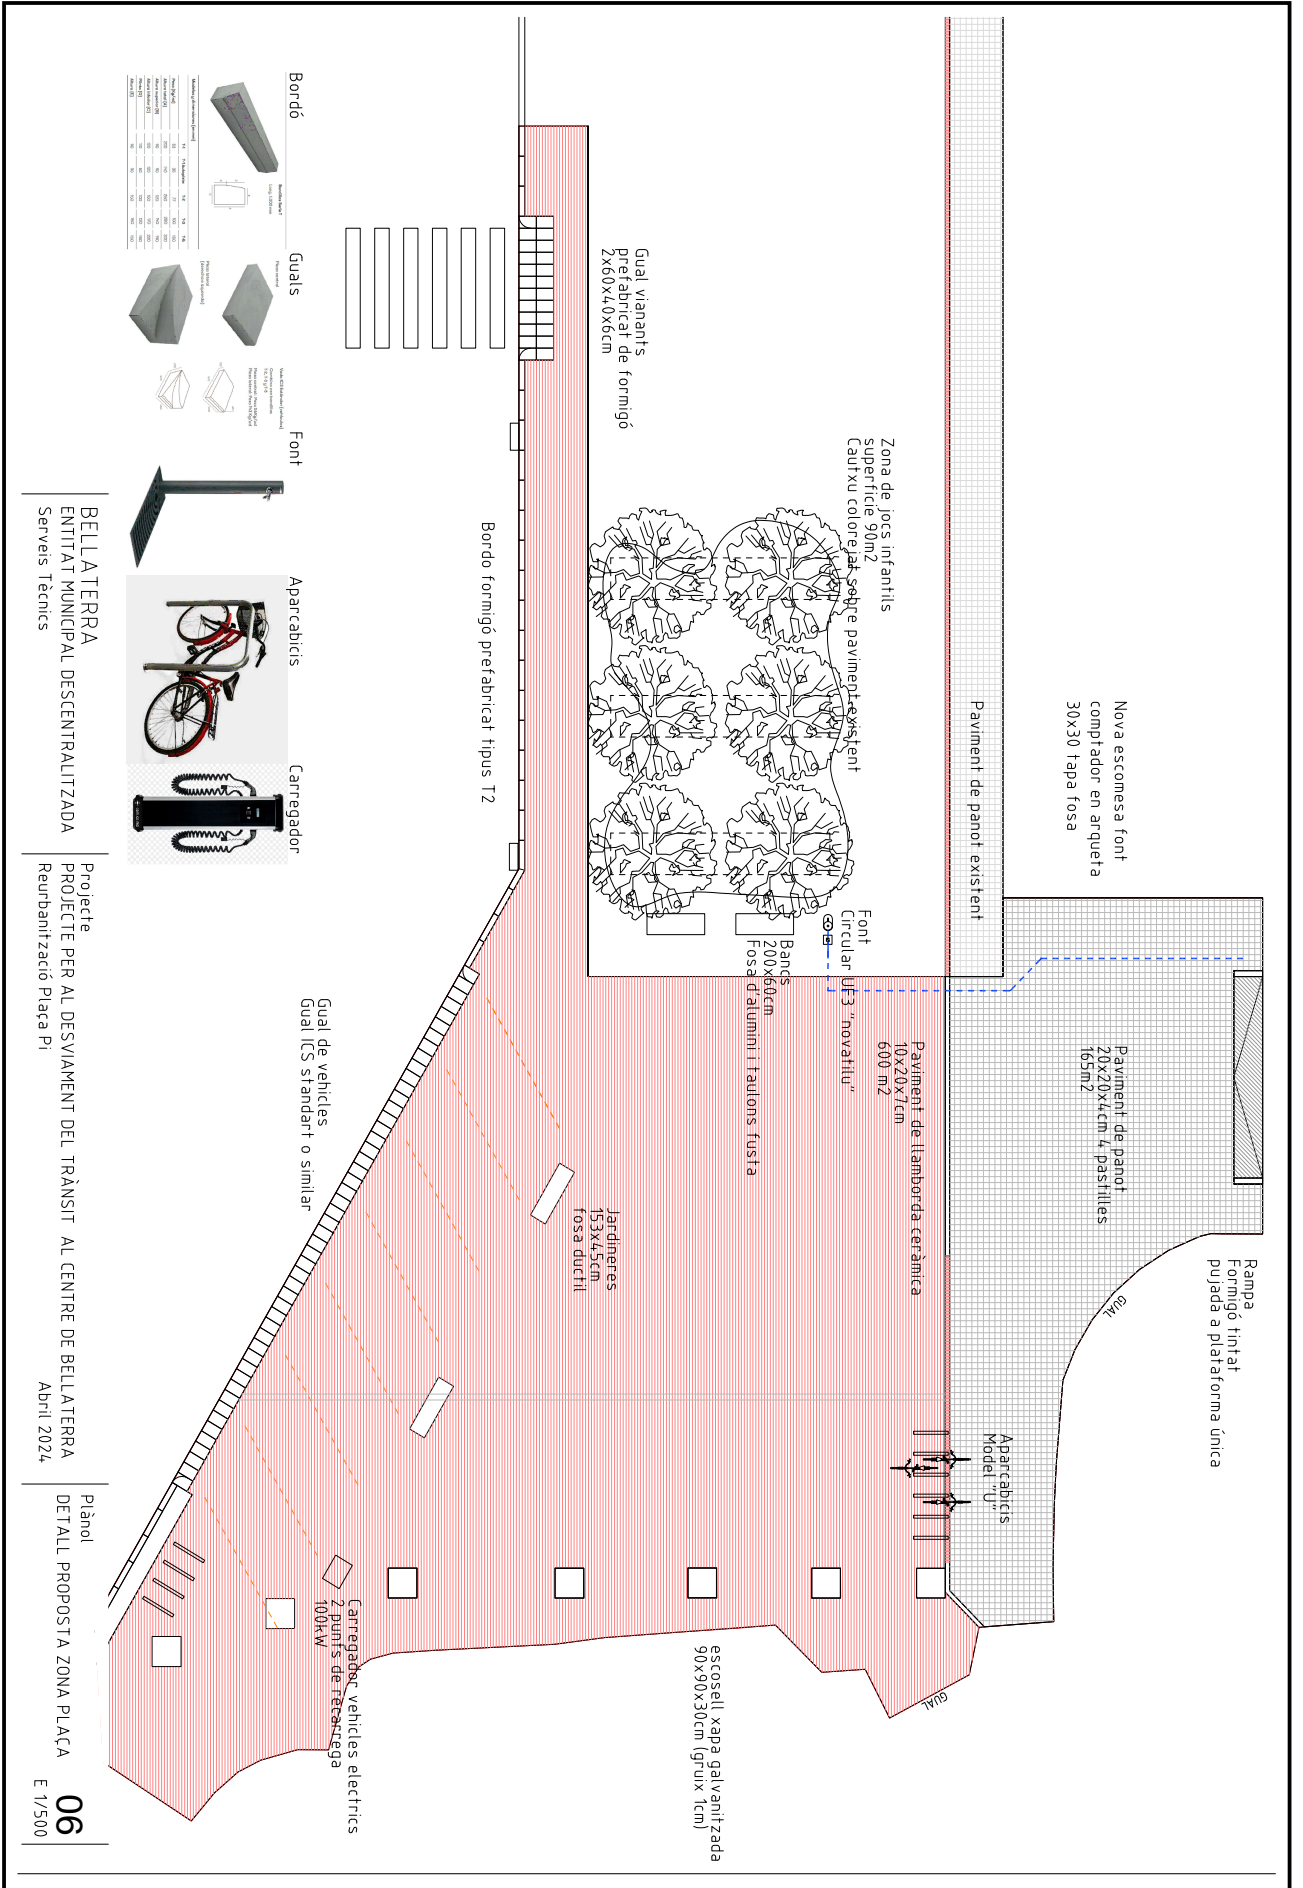 Nova escomesa font
comptador en arqueta
30x30 tapa fosa
Rampa
Formigó tintat
pujada a plataforma única
Paviment de panot
20x20x4cm 4 pastilles
165m2
GUAL
Paviment de panot existent
Aparcabicis
Model "U"
GUAL
Zona de jocs infantils
superficie 90m2
Cautxu colorejat sobre paviment existent
Font
Circular UF3 "novatilu"
Paviment de llamborda ceràmica
10x20x7cm
600 m2
Bancs
200x60cm
Fosa d'alumini i taulons fusta
escosell xapa galvanitzada
90x90x30cm (gruix 1cm)
Gual vianants
prefabricat de formigó
2x60x40x6cm
Jardineres
153x45cm
fosa ductil
Bordo formigó prefabricat tipus T2
Gual de vehicles
Gual ICS standart o similar
Carregador vehicles electrics
2 punts de recarrega
100kW
Bordó
Guals
Font
Aparcabicis
Carregador
BELLATERRA
ENTITAT MUNICIPAL DESCENTRALITZADA
Serveis Tècnics
Projecte
PROJECTE PER AL DESVIAMENT DEL TRÀNSIT AL CENTRE DE BELLATERRA
Reurbanització Plaça Pi
Abril 2024
Plànol
DETALL PROPOSTA ZONA PLAÇA
06
E 1/500